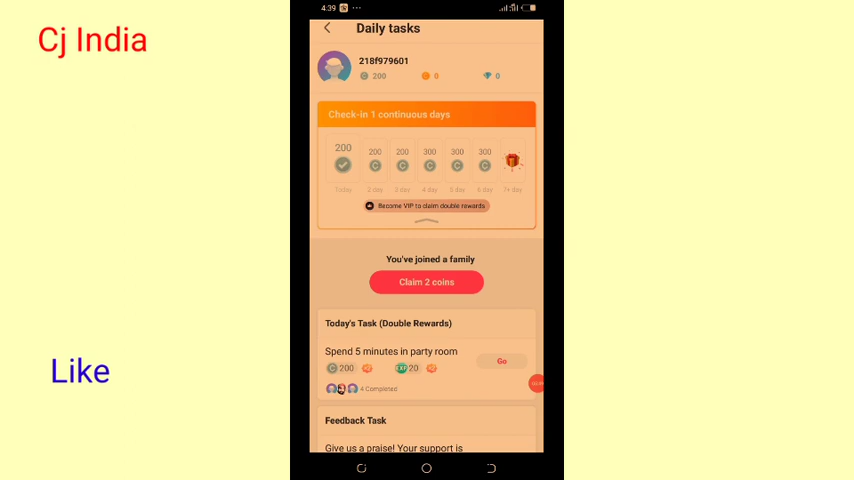 Cj India
4:39
Daily tasks
218f979601
200
0
0
Check-in 1 continuous days
200
200
200
300
300
300
Today
2 day
3 day
4 day
5 day
6 day
7+ day
Become VIP to claim double rewards
You've joined a family
Claim 2 coins
Today's Task (Double Rewards)
Spend 5 minutes in party room
Go
200
EXP 20
4 Completed
Feedback Task
Give us a praise! Your support is
Like